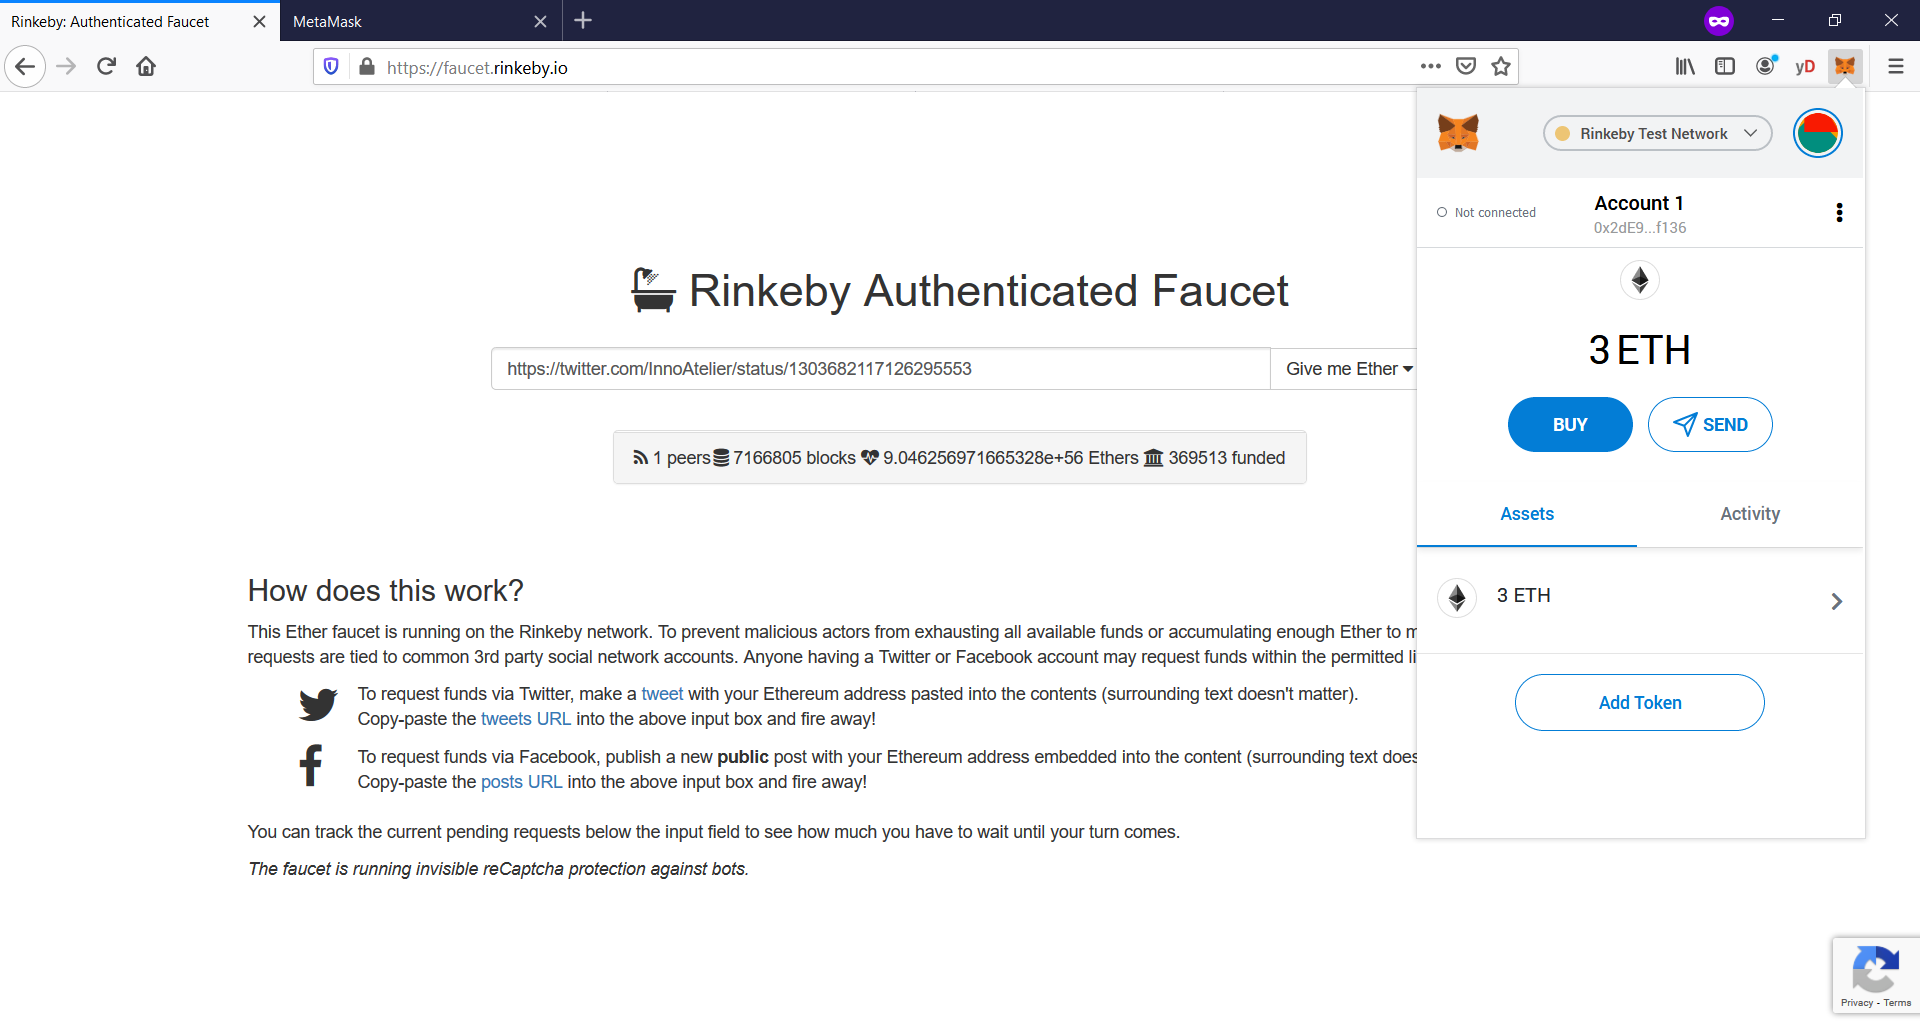 Rinkeby: Authenticated Faucet
MetaMask
https://faucet.rinkeby.io
yD
Rinkeby Authenticated Faucet
https://twitter.com/InnoAtelier/status/1303682117126295553
Give me Ether
1 peers 7166805 blocks 9.046256971665328e+56 Ethers 369513 funded
How does this work?
This Ether faucet is running on the Rinkeby network. To prevent malicious actors from exhausting all available funds or accumulating enough Ether to m
requests are tied to common 3rd party social network accounts. Anyone having a Twitter or Facebook account may request funds within the permitted li
To request funds via Twitter, make a tweet with your Ethereum address pasted into the contents (surrounding text doesn't matter).
Copy-paste the tweets URL into the above input box and fire away!
To request funds via Facebook, publish a new public post with your Ethereum address embedded into the content (surrounding text does
Copy-paste the posts URL into the above input box and fire away!
You can track the current pending requests below the input field to see how much you have to wait until your turn comes.
The faucet is running invisible reCaptcha protection against bots.
Rinkeby Test Network
Not connected
Account 1
0x2dE9...f136
3 ETH
BUY
SEND
Assets
Activity
3 ETH
Add Token
Privacy - Terms